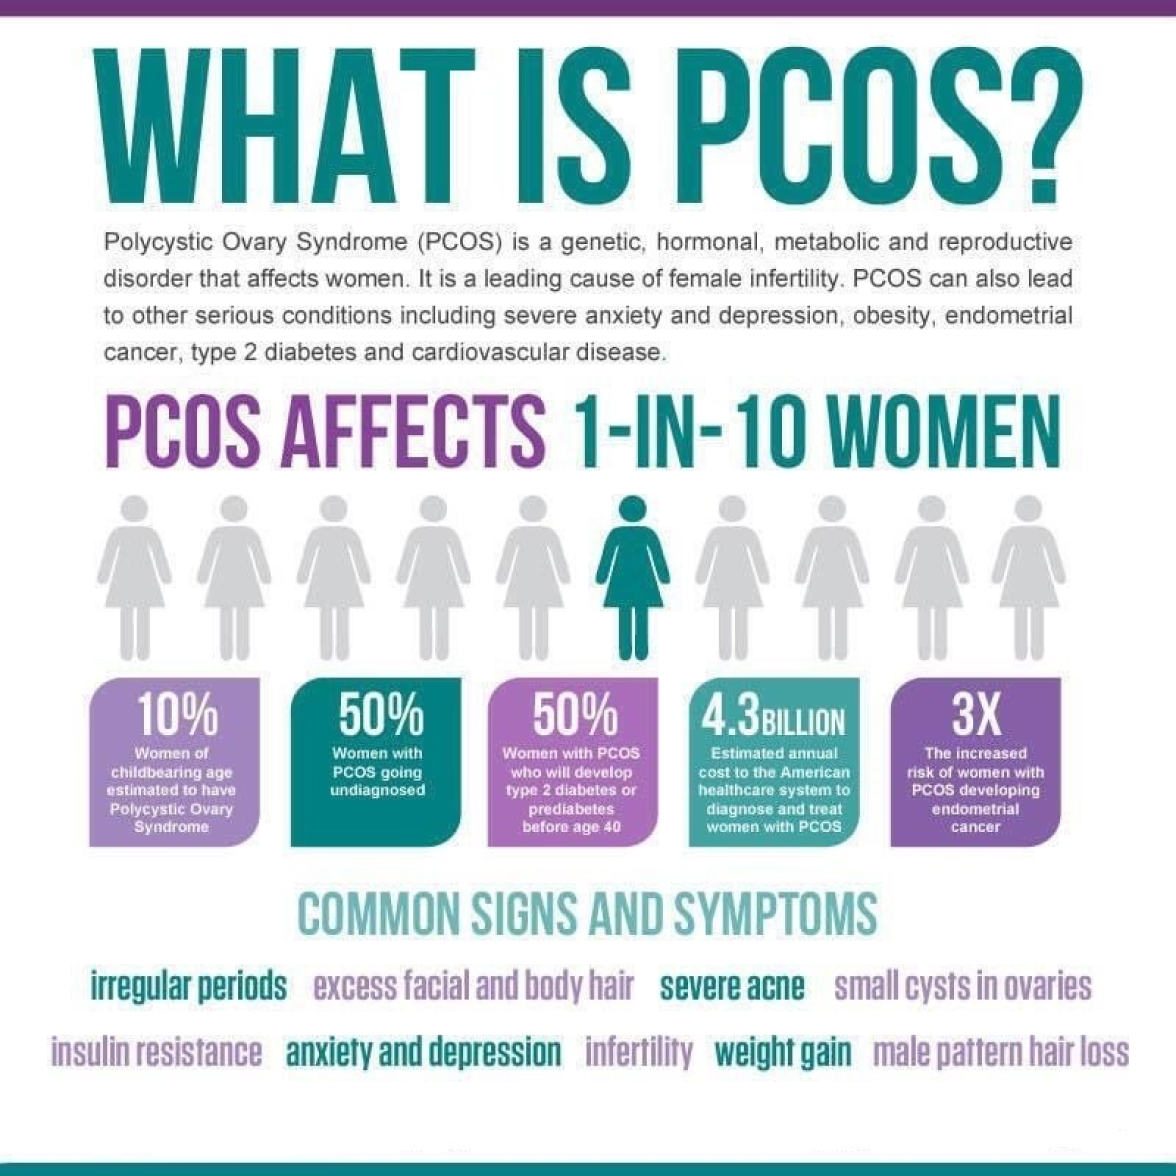 WHAT IS PCOS?
Polycystic Ovary Syndrome (PCOS) is a genetic, hormonal, metabolic and reproductive
disorder that affects women. It is a leading cause of female infertility. PCOS can also lead
to other serious conditions including severe anxiety and depression, obesity, endometrial
cancer, type 2 diabetes and cardiovascular disease.
PCOS AFFECTS 1-IN-10 WOMEN
10%
Women of
childbearing age
estimated to have
Polycystic Ovary
Syndrome
50%
Women with
PCOS going
undiagnosed
50%
Women with PCOS
who will develop
type 2 diabetes or
prediabetes
before age 40
4.3 BILLION
Estimated annual
cost to the American
healthcare system to
diagnose and treat
women with PCOS
3X
The increased
risk of women with
PCOS developing
endometrial
cancer
COMMON SIGNS AND SYMPTOMS
irregular periods excess facial and body hair severe acne small cysts in ovaries
insulin resistance anxiety and depression infertility weight gain male pattern hair loss